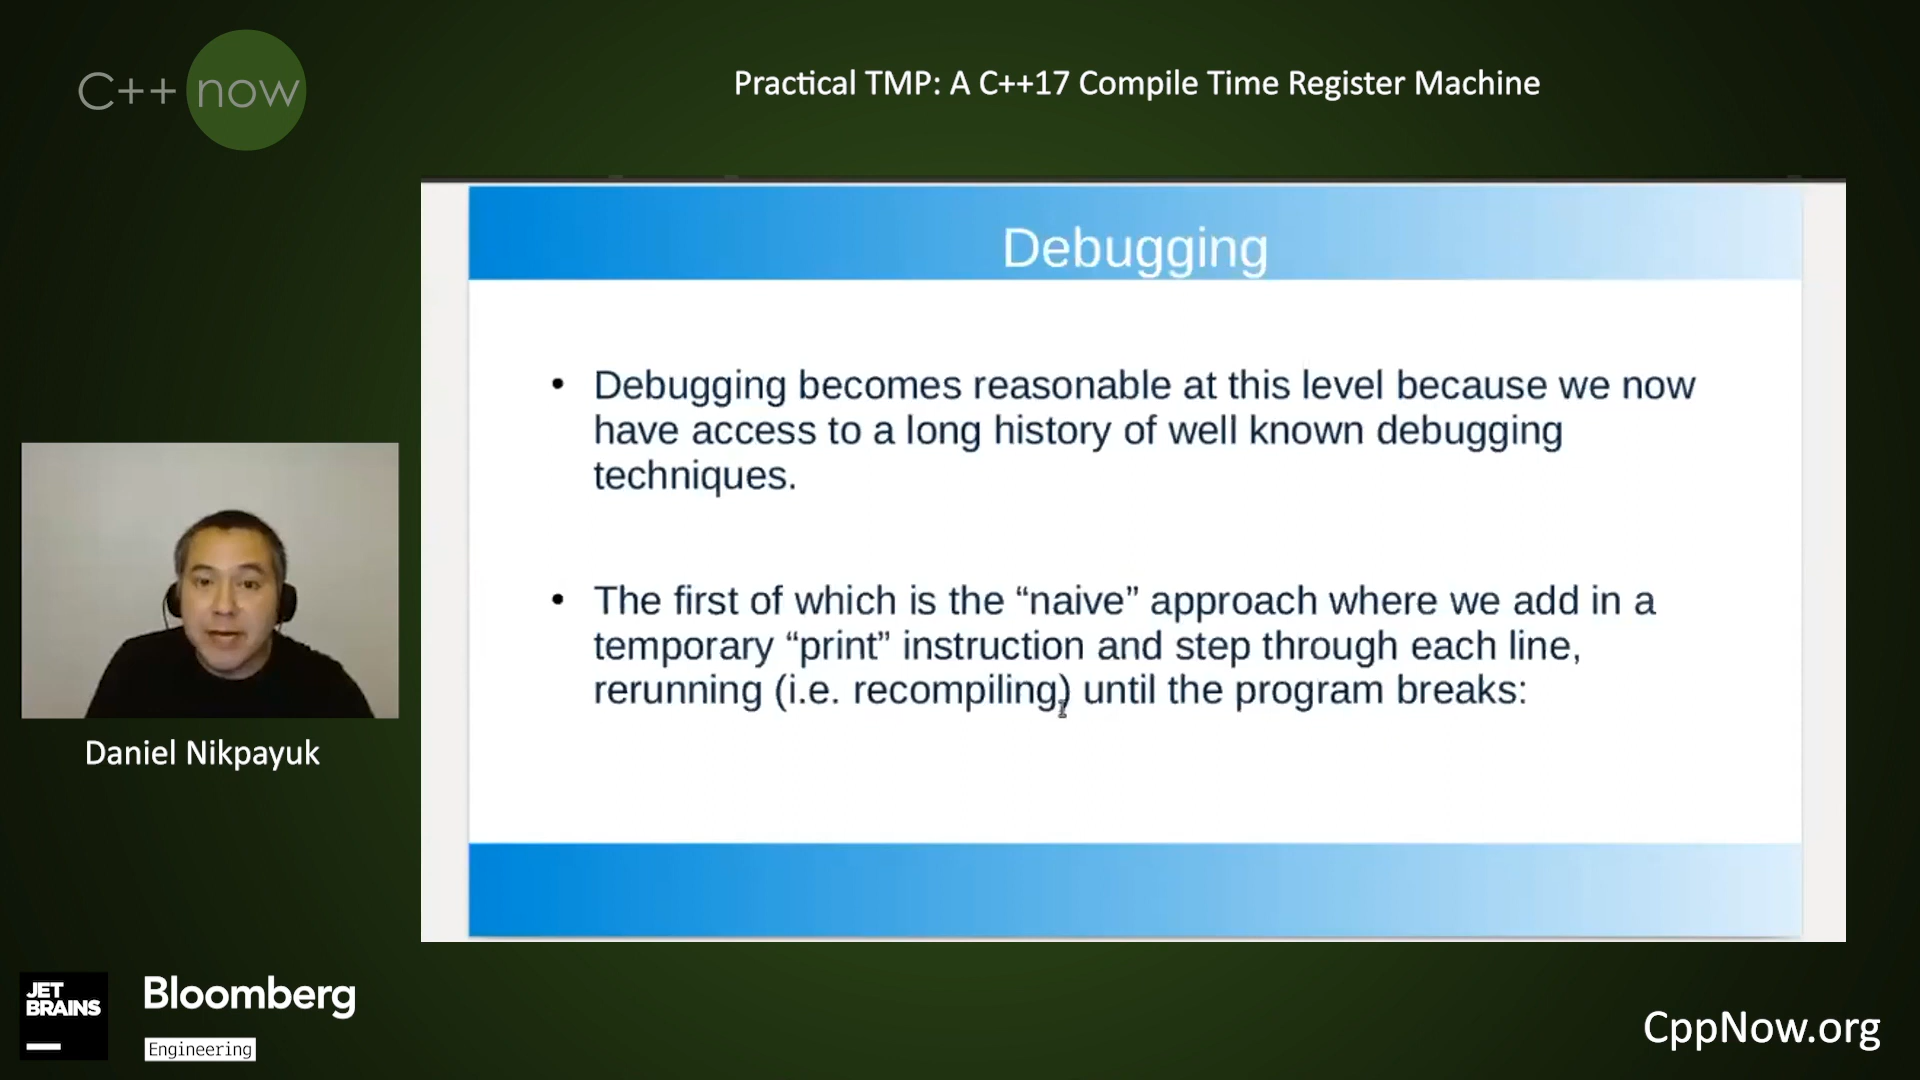 C++ now
Practical TMP: A C++17 Compile Time Register Machine
Debugging
• Debugging becomes reasonable at this level because we now
have access to a long history of well known debugging
techniques.
• The first of which is the “naive” approach where we add in a
temporary “print” instruction and step through each line,
rerunning (i.e. recompiling) until the program breaks:
Daniel Nikpayuk
JET
BRAINS
Bloomberg
Engineering
CppNow.org